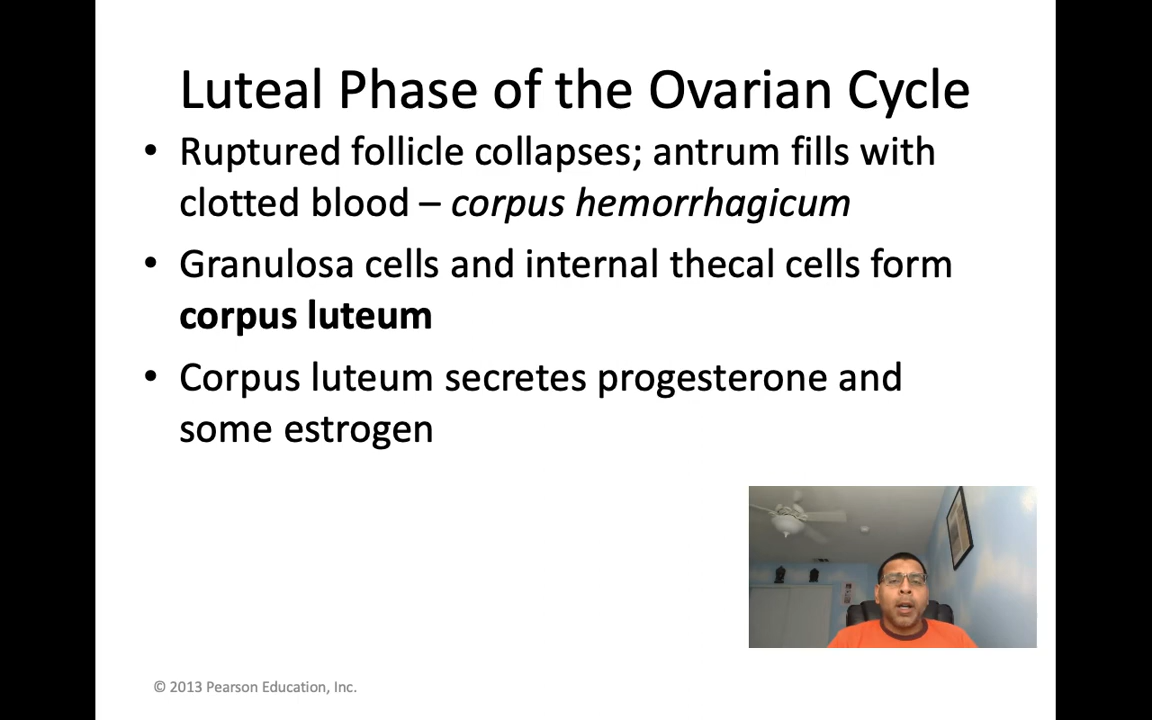 Luteal Phase of the Ovarian Cycle
• Ruptured follicle collapses; antrum fills with
clotted blood – corpus hemorrhagicum
• Granulosa cells and internal thecal cells form
corpus luteum
• Corpus luteum secretes progesterone and
some estrogen
© 2013 Pearson Education, Inc.